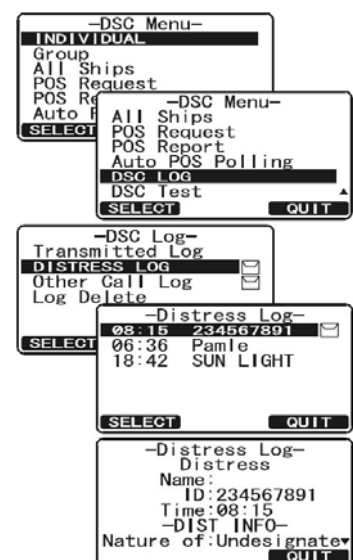 -DSC Menu-
INDIVIDUAL
Group
All Ships
POS Request
POS Re
Auto
SELECT
-DSC Menu-
All Ships
POS Request
POS Report
Auto POS Polling
DSC LOG
DSC Test
SELECT QUIT
-DSC Log-
Transmitted Log
DISTRESS LOG
Other Call Log
Log Delete
SELECT
-Distress Log-
08:15 234567891
06:36 Pamle
18:42 SUN LIGHT
SELECT QUIT
-Distress Log-
Distress
Name:
ID:234567891
Time:08:15
-DIST INFO-
Nature of:Undesignate
QUIT